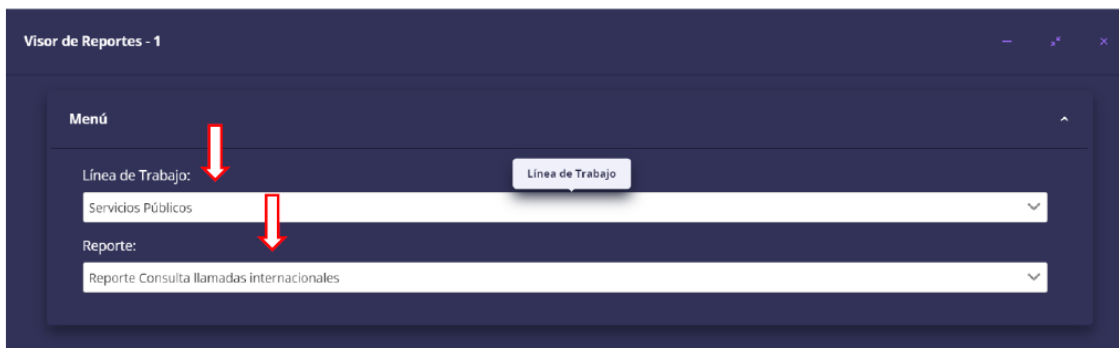 Visor de Reportes - 1
Menú
Línea de Trabajo:
Línea de Trabajo
Servicios Públicos
Reporte:
Reporte Consulta llamadas internacionales